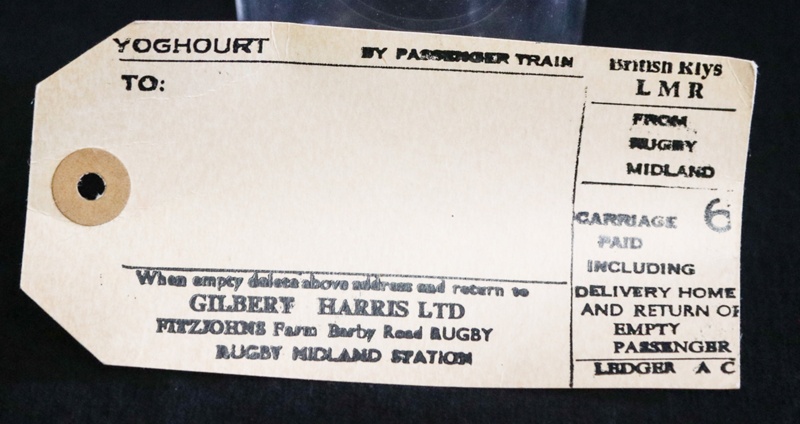 YOGHOURT BY PASSENGER TRAIN
TO:
When empty delete above address and return to
GILBERT HARRIS LTD
FITZJOHNS Farm Barby Road RUGBY
RUGBY MIDLAND STATION
British Rlys
L M R
FROM
RUGBY
MIDLAND
CARRIAGE 6
PAID
INCLUDING
DELIVERY HOME
AND RETURN OF
EMPTY
PASSENGER
LEDGER A C